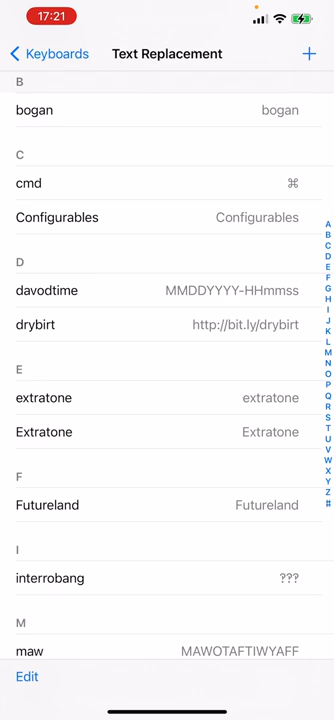 17:21
Keyboards Text Replacement +
B
bogan bogan
C
cmd ⌘
Configurables Configurables
D
davodtime MMDDYYYY-HHmmss
drybirt http://bit.ly/drybirt
E
extratone extratone
Extratone Extratone
F
Futureland Futureland
I
interrobang ???
M
maw MAWOTAFTIWYAFF
Edit
A
B
C
D
E
F
G
H
I
J
K
L
M
N
O
P
Q
R
S
T
U
V
W
X
Y
Z
#